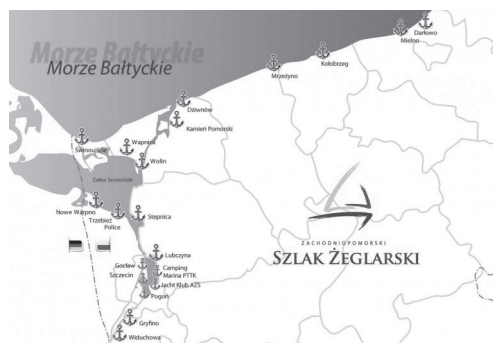 Morze Bałtyckie
Morze Bałtyckie
Darłowo
Mielno
Kołobrzeg
Mrzeżyno
Dziwnów
Kamień Pomorski
Świnoujście
Wapnica
Wolin
Zalew Szczeciński
Nowe Warpno
Trzebież
Police
Stepnica
ZACHODNIOPOMORSKI
SZLAK ŻEGLARSKI
Lubczyna
Gocław
Camping
Marina PTTK
Szczecin
Jacht Klub AZS
Pogoń
Gryfino
Widuchowa